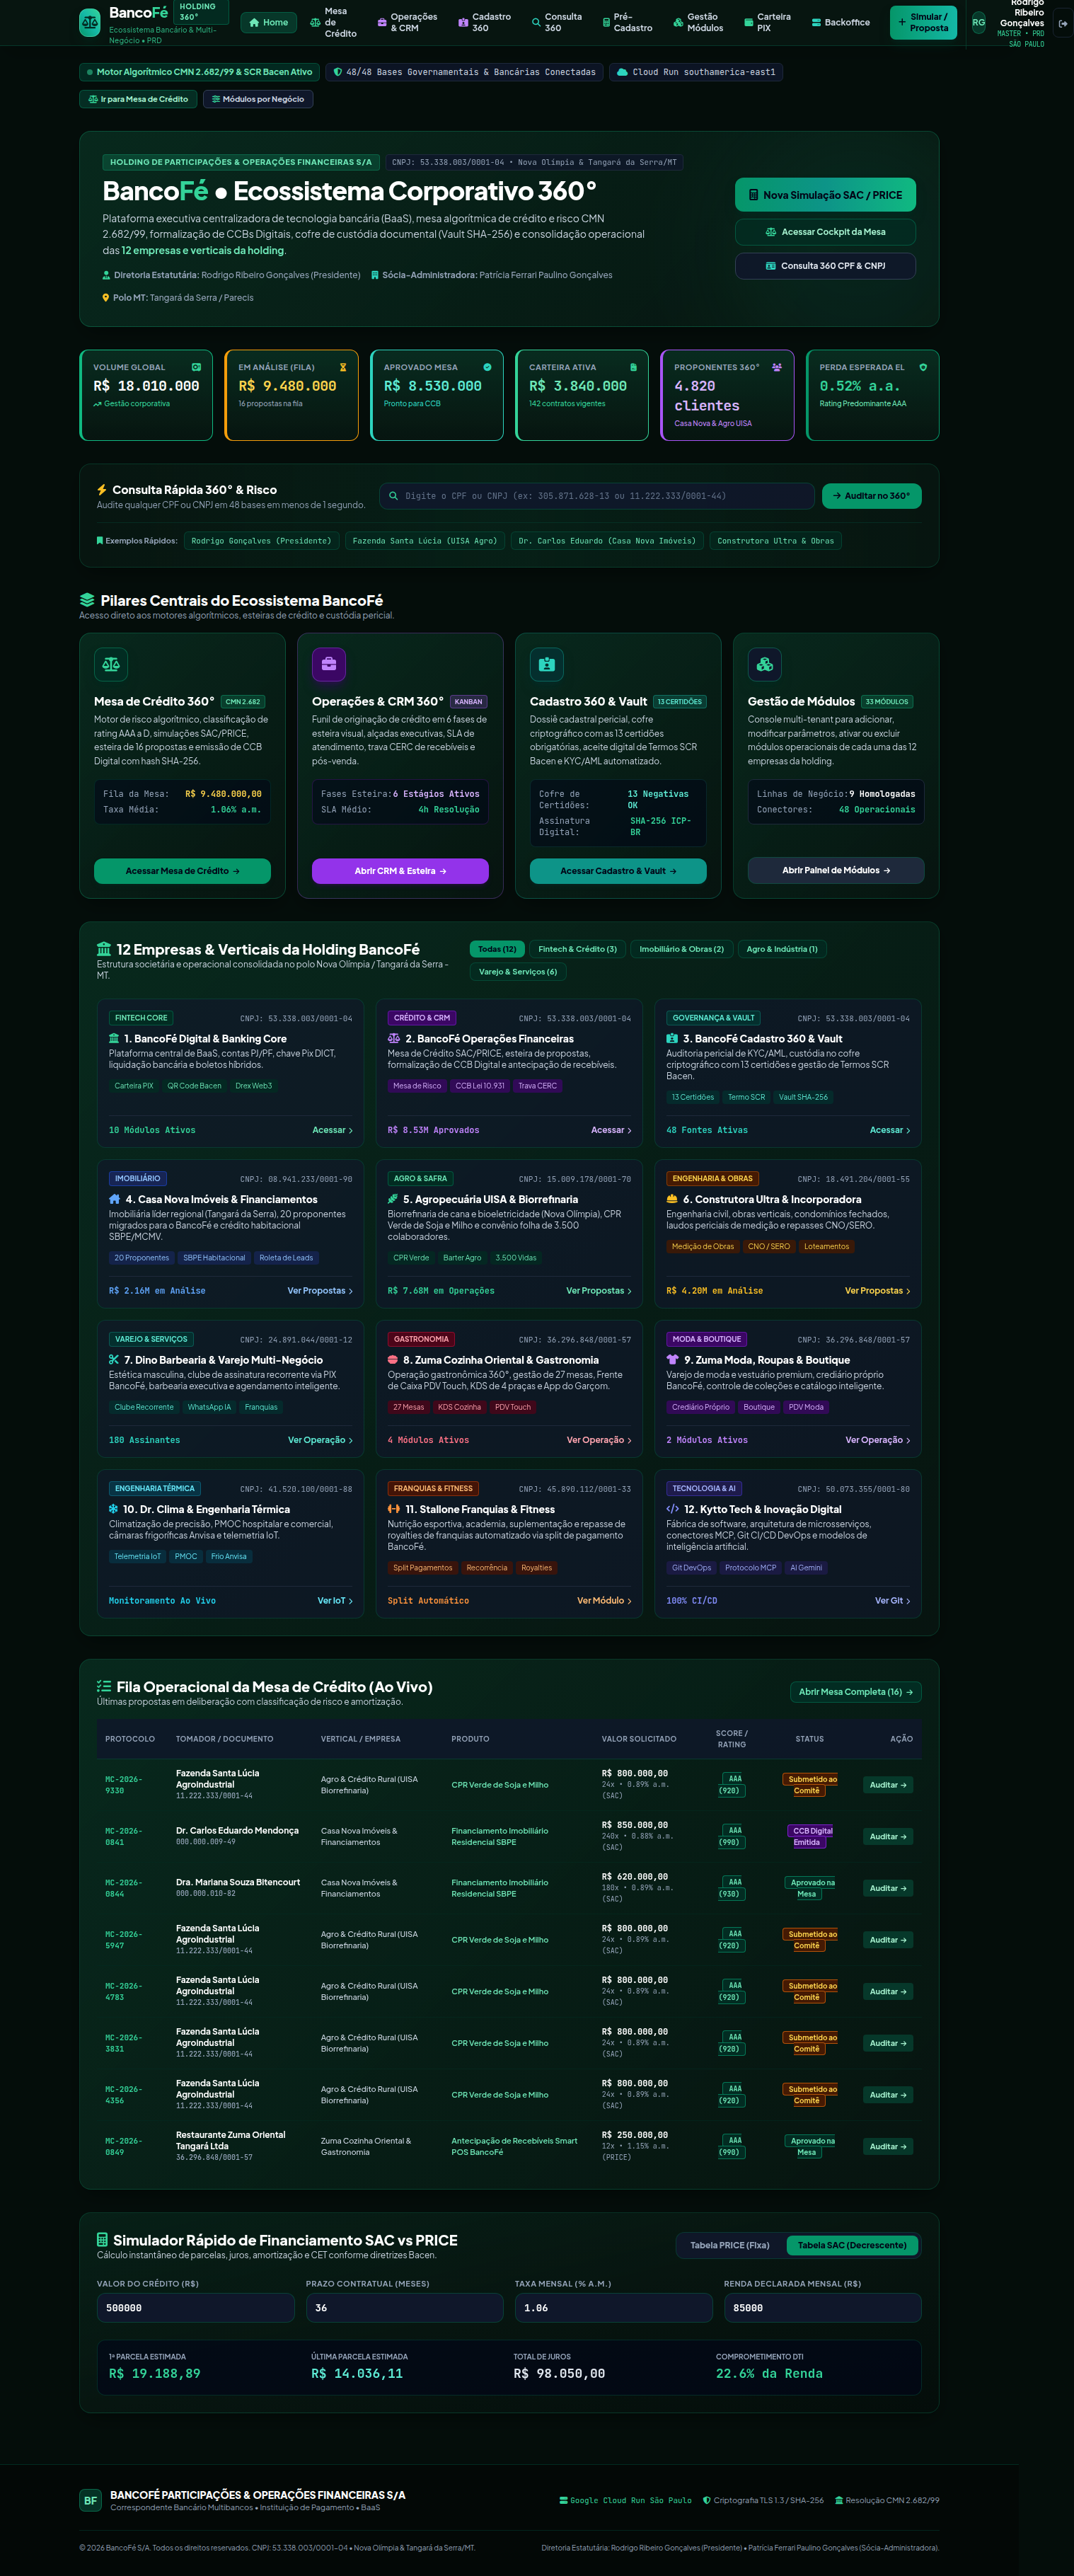 BancoFé HOLDING 360°
Ecossistema Bancário & Multi-Negócio • PRD
Home
Mesa de Crédito
Operações & CRM
Cadastro 360
Consulta 360
Pré-Cadastro
Gestão Módulos
Carteira PIX
Backoffice
Simular / Proposta
RG
Rodrigo Ribeiro Gonçalves
MASTER • PRD SÃO PAULO
Motor Algorítmico CMN 2.682/99 & SCR Bacen Ativo
48/48 Bases Governamentais & Bancárias Conectadas
Cloud Run southamerica-east1
Ir para Mesa de Crédito
Módulos por Negócio
HOLDING DE PARTICIPAÇÕES & OPERAÇÕES FINANCEIRAS S/A
CNPJ: 53.338.003/0001-04 • Nova Olímpia & Tangará da Serra/MT
BancoFé • Ecossistema Corporativo 360°
Plataforma executiva centralizadora de tecnologia bancária (BaaS), mesa algorítmica de crédito e risco CMN
2.682/99, formalização de CCBs Digitais, cofre de custódia documental (Vault SHA-256) e consolidação operacional
das 12 empresas e verticais da holding.
Diretoria Estatutária: Rodrigo Ribeiro Gonçalves (Presidente)
Sócia-Administradora: Patrícia Ferrari Paulino Gonçalves
Polo MT: Tangará da Serra / Parecis
Nova Simulação SAC / PRICE
Acessar Cockpit da Mesa
Consulta 360 CPF & CNPJ
VOLUME GLOBAL
R$ 18.010.000
Gestão corporativa
EM ANÁLISE (FILA)
R$ 9.480.000
16 propostas na fila
APROVADO MESA
R$ 8.530.000
Pronto para CCB
CARTEIRA ATIVA
R$ 3.840.000
142 contratos vigentes
PROPONENTES 360°
4.820 clientes
Casa Nova & Agro UISA
PERDA ESPERADA EL
0.52% a.a.
Rating Predominante AAA
Consulta Rápida 360° & Risco
Audite qualquer CPF ou CNPJ em 48 bases em menos de 1 segundo.
Digite o CPF ou CNPJ (ex: 305.871.628-13 ou 11.222.333/0001-44)
Auditar no 360°
Exemplos Rápidos:
Rodrigo Gonçalves (Presidente)
Fazenda Santa Lúcia (UISA Agro)
Dr. Carlos Eduardo (Casa Nova Imóveis)
Construtora Ultra & Obras
Pilares Centrais do Ecossistema BancoFé
Acesso direto aos motores algorítmicos, esteiras de crédito e custódia pericial.
Mesa de Crédito 360° CMN 2.682
Motor de risco algorítmico, classificação de
rating AAA a D, simulações SAC/PRICE,
esteira de 16 propostas e emissão de CCB
Digital com hash SHA-256.
Fila da Mesa: R$ 9.480.000,00
Taxa Média: 1.06% a.m.
Acessar Mesa de Crédito
Operações & CRM 360° KANBAN
Funil de originação de crédito em 6 fases de
esteira visual, alçadas executivas, SLA de
atendimento, trava CERC de recebíveis e
pós-venda.
Fases Esteira: 6 Estágios Ativos
SLA Médio: 4h Resolução
Abrir CRM & Esteira
Cadastro 360 & Vault 13 CERTIDÕES
Dossiê cadastral pericial, cofre
criptográfico com as 13 certidões
obrigatórias, aceite digital de Termos SCR
Bacen e KYC/AML automatizado.
Cofre de Certidões: 13 Negativas OK
Assinatura Digital: SHA-256 ICP-BR
Acessar Cadastro & Vault
Gestão de Módulos 33 MÓDULOS
Console multi-tenant para adicionar,
modificar parâmetros, ativar ou excluir
módulos operacionais de cada uma das 12
empresas da holding.
Linhas de Negócio: 9 Homologadas
Conectores: 48 Operacionais
Abrir Painel de Módulos
12 Empresas & Verticais da Holding BancoFé
Estrutura societária e operacional consolidada no polo Nova Olímpia / Tangará da Serra -
MT.
Todas (12)
Fintech & Crédito (3)
Imobiliário & Obras (2)
Agro & Indústria (1)
Varejo & Serviços (6)
FINTECH CORE CNPJ: 53.338.003/0001-04
1. BancoFé Digital & Banking Core
Plataforma central de BaaS, contas PJ/PF, chave Pix DICT,
liquidação bancária e boletos híbridos.
Carteira PIX QR Code Bacen Drex Web3
10 Módulos Ativos Acessar
CRÉDITO & CRM CNPJ: 53.338.003/0001-04
2. BancoFé Operações Financeiras
Mesa de Crédito SAC/PRICE, esteira de propostas,
formalização de CCB Digital e antecipação de recebíveis.
Mesa de Risco CCB Lei 10.931 Trava CERC
R$ 8.53M Aprovados Acessar
GOVERNANÇA & VAULT CNPJ: 53.338.003/0001-04
3. BancoFé Cadastro 360 & Vault
Auditoria pericial de KYC/AML, custódia no cofre
criptográfico com 13 certidões e gestão de Termos SCR
Bacen.
13 Certidões Termo SCR Vault SHA-256
48 Fontes Ativas Acessar
IMOBILIÁRIO CNPJ: 08.941.233/0001-90
4. Casa Nova Imóveis & Financiamentos
Imobiliária líder regional (Tangará da Serra), 20 proponentes
migrados para o BancoFé e crédito habitacional
SBPE/MCMV.
20 Proponentes SBPE Habitacional Roleta de Leads
R$ 2.16M em Análise Ver Propostas
AGRO & SAFRA CNPJ: 15.009.178/0001-70
5. Agropecuária UISA & Biorrefinaria
Biorrefinaria de cana e bioeletricidade (Nova Olímpia), CPR
Verde de Soja e Milho e convênio folha de 3.500
colaboradores.
CPR Verde Barter Agro 3.500 Vidas
R$ 7.68M em Operações Ver Propostas
ENGENHARIA & OBRAS CNPJ: 18.491.204/0001-55
6. Construtora Ultra & Incorporadora
Engenharia civil, obras verticais, condomínios fechados,
laudos periciais de medição e repasses CNO/SERO.
Medição de Obras CNO / SERO Loteamentos
R$ 4.20M em Análise Ver Propostas
VAREJO & SERVIÇOS CNPJ: 24.891.044/0001-12
7. Dino Barbearia & Varejo Multi-Negócio
Estética masculina, clube de assinatura recorrente via PIX
BancoFé, barbearia executiva e agendamento inteligente.
Clube Recorrente WhatsApp IA Franquias
180 Assinantes Ver Operação
GASTRONOMIA CNPJ: 36.296.848/0001-57
8. Zuma Cozinha Oriental & Gastronomia
Operação gastronômica 360°, gestão de 27 mesas, Frente
de Caixa PDV Touch, KDS de 4 praças e App do Garçom.
27 Mesas KDS Cozinha PDV Touch
4 Módulos Ativos Ver Operação
MODA & BOUTIQUE CNPJ: 36.296.848/0001-57
9. Zuma Moda, Roupas & Boutique
Varejo de moda e vestuário premium, crediário próprio
BancoFé, controle de coleções e catálogo inteligente.
Crediário Próprio Boutique PDV Moda
2 Módulos Ativos Ver Operação
ENGENHARIA TÉRMICA CNPJ: 41.520.100/0001-88
10. Dr. Clima & Engenharia Térmica
Climatização de precisão, PMOC hospitalar e comercial,
câmaras frigoríficas Anvisa e telemetria IoT.
Telemetria IoT PMOC Frio Anvisa
Monitoramento Ao Vivo Ver IoT
FRANQUIAS & FITNESS CNPJ: 45.890.112/0001-33
11. Stallone Franquias & Fitness
Nutrição esportiva, academia, suplementação e repasse de
royalties de franquias automatizado via split de pagamento
BancoFé.
Split Pagamentos Recorrência Royalties
Split Automático Ver Módulo
TECNOLOGIA & AI CNPJ: 50.073.355/0001-80
12. Kytto Tech & Inovação Digital
Fábrica de software, arquitetura de microsserviços,
conectores MCP, Git CI/CD DevOps e modelos de
inteligência artificial.
Git DevOps Protocolo MCP AI Gemini
100% CI/CD Ver Git
Fila Operacional da Mesa de Crédito (Ao Vivo)
Últimas propostas em deliberação com classificação de risco e amortização.
Abrir Mesa Completa (16)
PROTOCOLO TOMADOR / DOCUMENTO VERTICAL / EMPRESA PRODUTO VALOR SOLICITADO SCORE / RATING STATUS AÇÃO
MC-2026-9330 Fazenda Santa Lúcia Agroindustrial 11.222.333/0001-44 Agro & Crédito Rural (UISA Biorrefinaria) CPR Verde de Soja e Milho R$ 800.000,00 24x • 0.89% a.m. (SAC) AAA (920) Submetido ao Comitê Auditar
MC-2026-0841 Dr. Carlos Eduardo Mendonça 000.000.009-49 Casa Nova Imóveis & Financiamentos Financiamento Imobiliário Residencial SBPE R$ 850.000,00 240x • 0.88% a.m. (SAC) AAA (990) CCB Digital Emitida Auditar
MC-2026-0844 Dra. Mariana Souza Bitencourt 000.000.010-82 Casa Nova Imóveis & Financiamentos Financiamento Imobiliário Residencial SBPE R$ 620.000,00 180x • 0.89% a.m. (SAC) AAA (930) Aprovado na Mesa Auditar
MC-2026-5947 Fazenda Santa Lúcia Agroindustrial 11.222.333/0001-44 Agro & Crédito Rural (UISA Biorrefinaria) CPR Verde de Soja e Milho R$ 800.000,00 24x • 0.89% a.m. (SAC) AAA (920) Submetido ao Comitê Auditar
MC-2026-4783 Fazenda Santa Lúcia Agroindustrial 11.222.333/0001-44 Agro & Crédito Rural (UISA Biorrefinaria) CPR Verde de Soja e Milho R$ 800.000,00 24x • 0.89% a.m. (SAC) AAA (920) Submetido ao Comitê Auditar
MC-2026-3831 Fazenda Santa Lúcia Agroindustrial 11.222.333/0001-44 Agro & Crédito Rural (UISA Biorrefinaria) CPR Verde de Soja e Milho R$ 800.000,00 24x • 0.89% a.m. (SAC) AAA (920) Submetido ao Comitê Auditar
MC-2026-4356 Fazenda Santa Lúcia Agroindustrial 11.222.333/0001-44 Agro & Crédito Rural (UISA Biorrefinaria) CPR Verde de Soja e Milho R$ 800.000,00 24x • 0.89% a.m. (SAC) AAA (920) Submetido ao Comitê Auditar
MC-2026-0849 Restaurante Zuma Oriental Tangará Ltda 36.296.848/0001-57 Zuma Cozinha Oriental & Gastronomia Antecipação de Recebíveis Smart POS BancoFé R$ 250.000,00 12x • 1.15% a.m. (PRICE) AAA (990) Aprovado na Mesa Auditar
Simulador Rápido de Financiamento SAC vs PRICE
Cálculo instantâneo de parcelas, juros, amortização e CET conforme diretrizes Bacen.
Tabela PRICE (Fixa)
Tabela SAC (Decrescente)
VALOR DO CRÉDITO (R$) PRAZO CONTRATUAL (MESES) TAXA MENSAL (% A.M.) RENDA DECLARADA MENSAL (R$)
500000 36 1.06 85000
1ª PARCELA ESTIMADA ÚLTIMA PARCELA ESTIMADA TOTAL DE JUROS COMPROMETIMENTO DTI
R$ 19.188,89 R$ 14.036,11 R$ 98.050,00 22.6% da Renda
BF
BANCOFÉ PARTICIPAÇÕES & OPERAÇÕES FINANCEIRAS S/A
Correspondente Bancário Multibancos • Instituição de Pagamento • BaaS
Google Cloud Run São Paulo
Criptografia TLS 1.3 / SHA-256
Resolução CMN 2.682/99
© 2026 BancoFé S/A. Todos os direitos reservados. CNPJ: 53.338.003/0001-04 • Nova Olímpia & Tangará da Serra/MT.
Diretoria Estatutária: Rodrigo Ribeiro Gonçalves (Presidente) • Patrícia Ferrari Paulino Gonçalves (Sócia-Administradora).